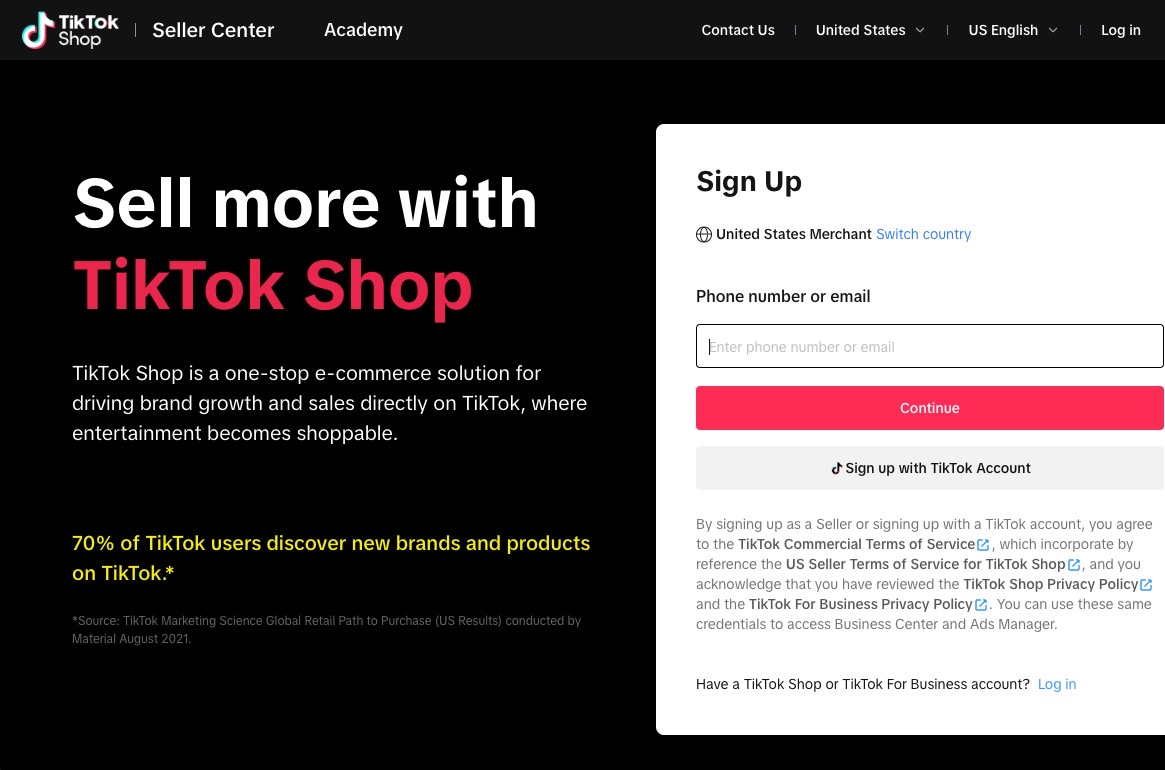 TikTok
Shop
Seller Center
Academy
Contact Us
United States
US English
Log in
Sell more with
TikTok Shop
TikTok Shop is a one-stop e-commerce solution for
driving brand growth and sales directly on TikTok, where
entertainment becomes shoppable.
70% of TikTok users discover new brands and products
on TikTok.*
*Source: TikTok Marketing Science Global Retail Path to Purchase (US Results) conducted by
Material August 2021.
Sign Up
United States Merchant Switch country
Phone number or email
Enter phone number or email
Continue
Sign up with TikTok Account
By signing up as a Seller or signing up with a TikTok account, you agree
to the TikTok Commercial Terms of Service, which incorporate by
reference the US Seller Terms of Service for TikTok Shop, and you
acknowledge that you have reviewed the TikTok Shop Privacy Policy
and the TikTok For Business Privacy Policy. You can use these same
credentials to access Business Center and Ads Manager.
Have a TikTok Shop or TikTok For Business account? Log in